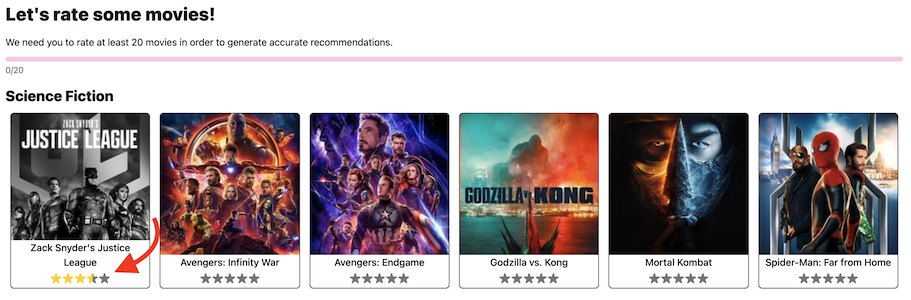 Let's rate some movies!
We need you to rate at least 20 movies in order to generate accurate recommendations.
0/20
Science Fiction
ZACK SNYDER'S
JUSTICE LEAGUE
GODZILLA vs. KONG
Zack Snyder's Justice
League
Avengers: Infinity War
Avengers: Endgame
Godzilla vs. Kong
Mortal Kombat
Spider-Man: Far from Home